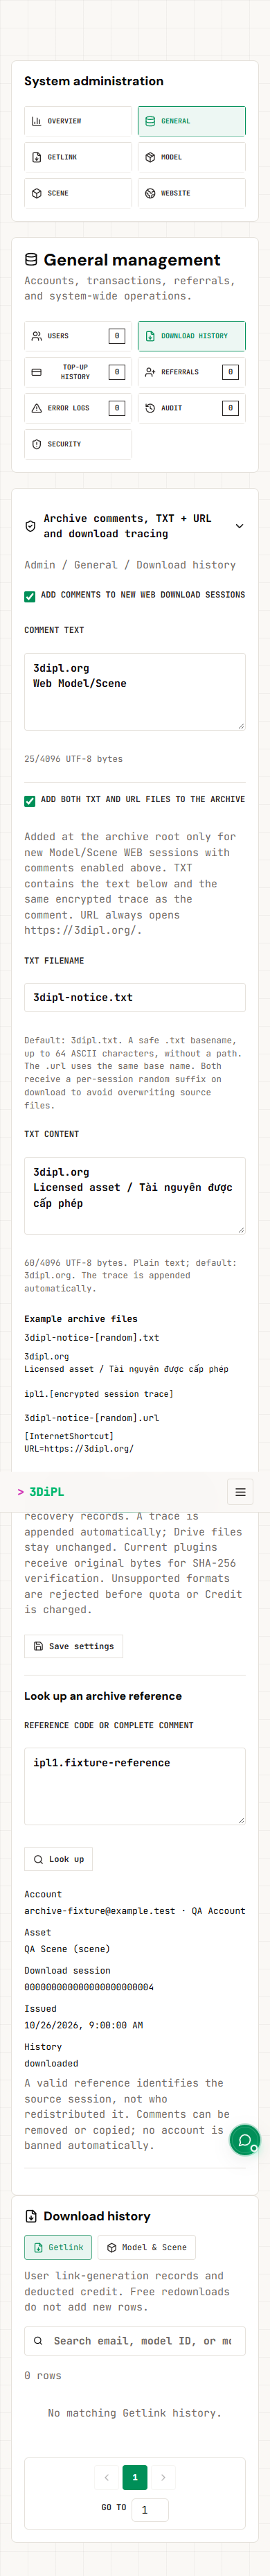 System administration
OVERVIEW
GENERAL
GETLINK
MODEL
SCENE
WEBSITE
General management
Accounts, transactions, referrals,
and system-wide operations.
USERS 0
DOWNLOAD HISTORY
TOP-UP
HISTORY 0
REFERRALS 0
ERROR LOGS 0
AUDIT 0
SECURITY
Archive comments, TXT + URL
and download tracing
Admin / General / Download history
ADD COMMENTS TO NEW WEB DOWNLOAD SESSIONS
COMMENT TEXT
3dipl.org
Web Model/Scene
25/4096 UTF-8 bytes
ADD BOTH TXT AND URL FILES TO THE ARCHIVE
Added at the archive root only for
new Model/Scene WEB sessions with
comments enabled above. TXT
contains the text below and the
same encrypted trace as the
comment. URL always opens
https://3dipl.org/.
TXT FILENAME
3dipl-notice.txt
Default: 3dipl.txt. A safe .txt basename,
up to 64 ASCII characters, without a path.
The .url uses the same base name. Both
receive a per-session random suffix on
download to avoid overwriting source
files.
TXT CONTENT
3dipl.org
Licensed asset / Tài nguyên được
cấp phép
60/4096 UTF-8 bytes. Plain text; default:
3dipl.org. The trace is appended
automatically.
Example archive files
3dipl-notice-[random].txt
3dipl.org
Licensed asset / Tài nguyên được cấp phép
ipl1.[encrypted session trace]
3dipl-notice-[random].url
[InternetShortcut]
URL=https://3dipl.org/
> 3DiPL
recovery records. A trace is
appended automatically; Drive files
stay unchanged. Current plugins
receive original bytes for SHA-256
verification. Unsupported formats
are rejected before quota or Credit
is charged.
Save settings
Look up an archive reference
REFERENCE CODE OR COMPLETE COMMENT
ipl1.fixture-reference
Look up
Account
archive-fixture@example.test · QA Account
Asset
QA Scene (scene)
Download session
000000000000000000000004
Issued
10/26/2026, 9:00:00 AM
History
downloaded
A valid reference identifies the
source session, not who
redistributed it. Comments can be
removed or copied; no account is
banned automatically.
Download history
Getlink
Model & Scene
User link-generation records and
deducted credit. Free redownloads
do not add new rows.
Search email, model ID, or mo
0 rows
No matching Getlink history.
1
GO TO 1